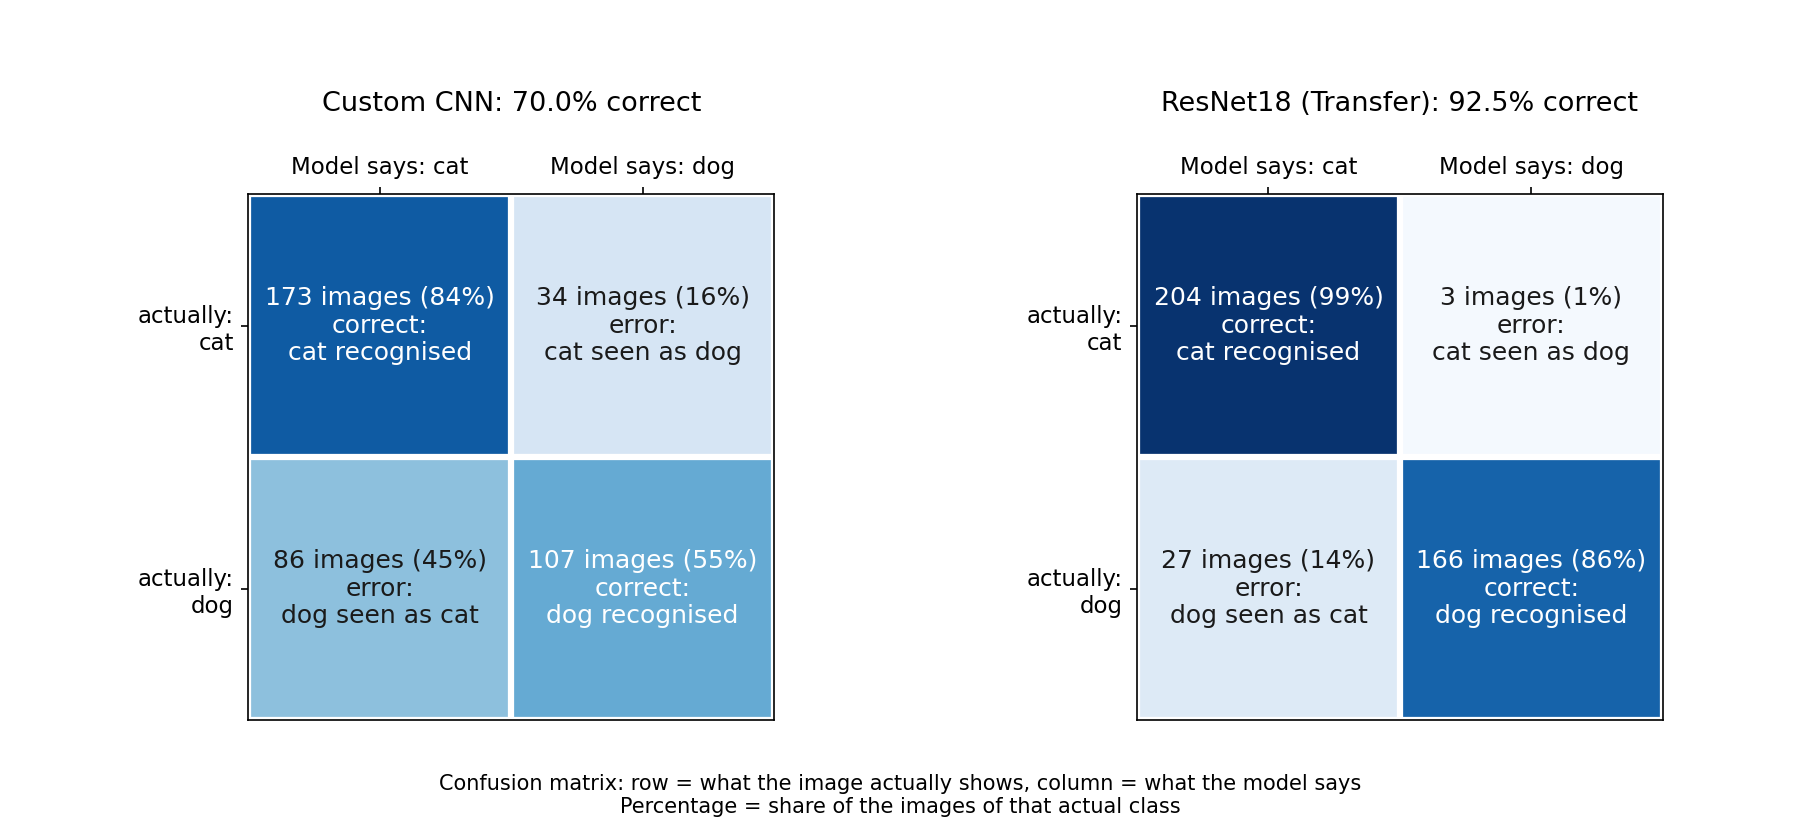 Custom CNN: 70.0% correct
Model says: cat
Model says: dog
actually:
cat
173 images (84%)
correct:
cat recognised
34 images (16%)
error:
cat seen as dog
actually:
dog
86 images (45%)
error:
dog seen as cat
107 images (55%)
correct:
dog recognised
ResNet18 (Transfer): 92.5% correct
Model says: cat
Model says: dog
actually:
cat
204 images (99%)
correct:
cat recognised
3 images (1%)
error:
cat seen as dog
actually:
dog
27 images (14%)
error:
dog seen as cat
166 images (86%)
correct:
dog recognised
Confusion matrix: row = what the image actually shows, column = what the model says
Percentage = share of the images of that actual class